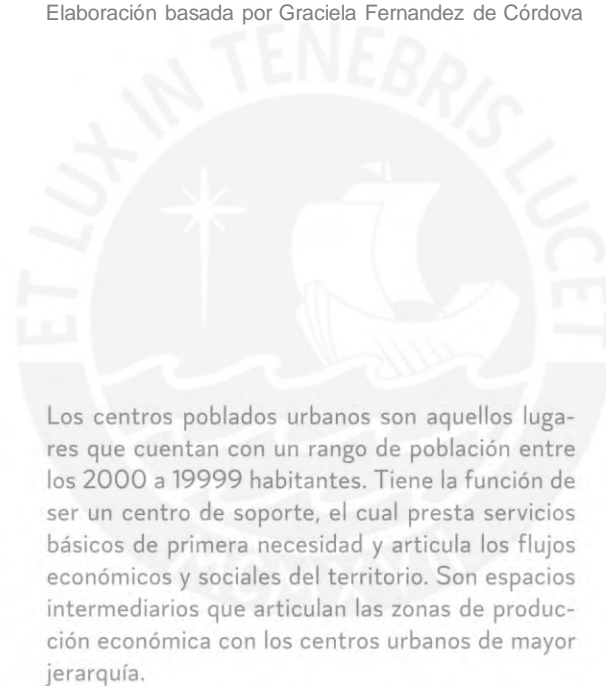 Elaboración basada por Graciela Fernandez de Córdova
ET LUX IN TENEBRIS LUCET
Los centros poblados urbanos son aquellos luga-
res que cuentan con un rango de población entre
los 2000 a 19999 habitantes. Tiene la función de
ser un centro de soporte, el cual presta servicios
básicos de primera necesidad y articula los flujos
económicos y sociales del territorio. Son espacios
intermediarios que articulan las zonas de produc-
ción económica con los centros urbanos de mayor
jerarquía.